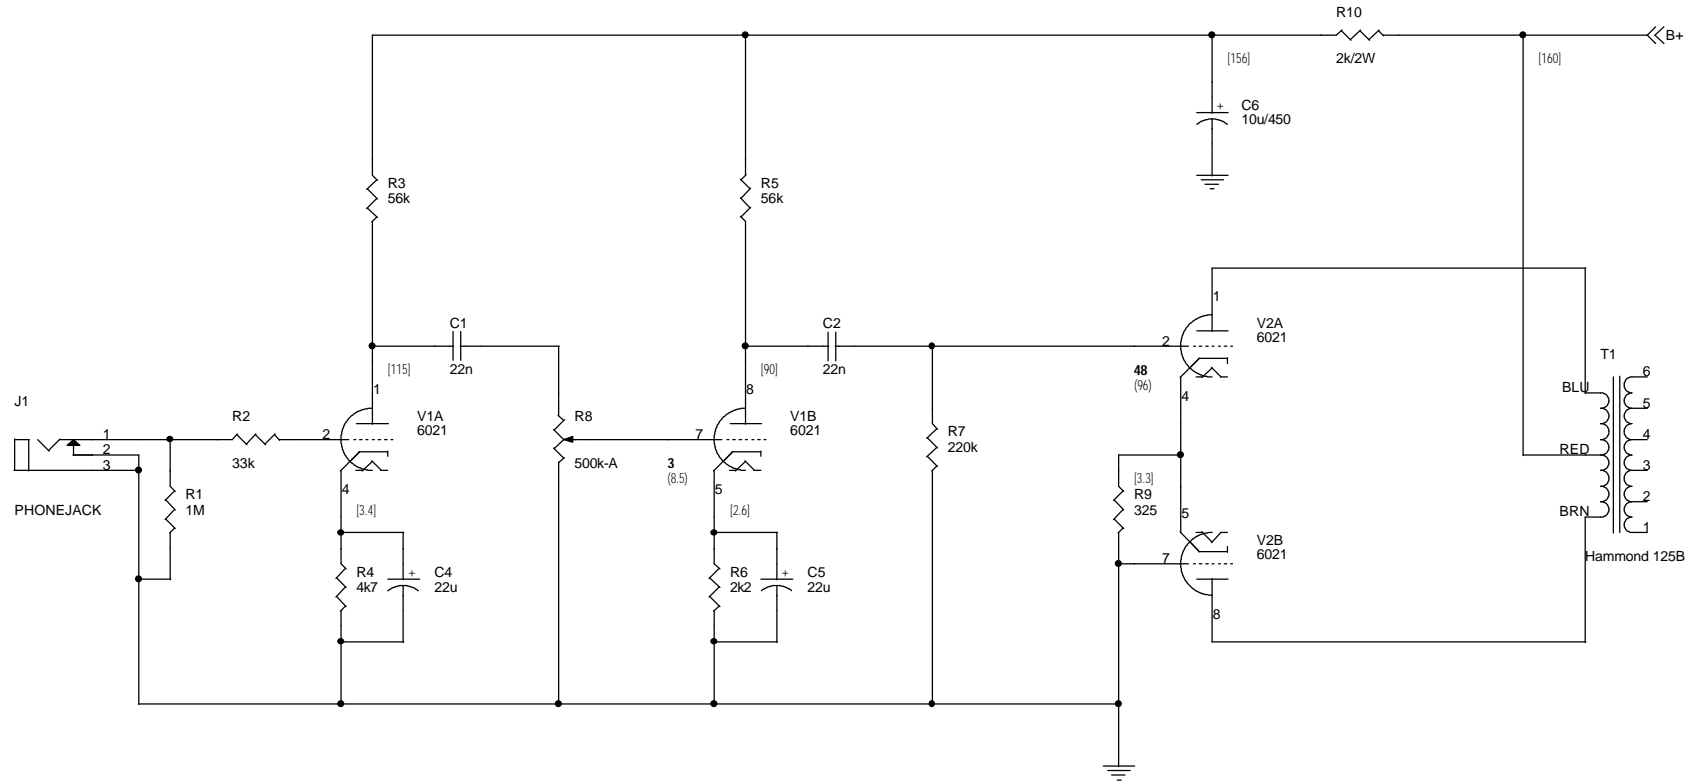 R10
B+
[156]
2k/2W
[160]
+
C6
10u/450
R3
56k
R5
56k
1
V2A
6021
C1
C2
2
T1
[115]
22n
[90]
22n
48
(96)
6
BLU
1
8
4
5
J1
R2
V1A
6021
R8
V1B
6021
1
2
7
R7
220k
4
2
RED
3
33k
3
(8.5)
500k-A
3
[3.3]
R9
325
R1
1M
4
5
5
2
PHONEJACK
[3.4]
[2.6]
BRN
1
V2B
6021
7
Hammond 125B
R4
4k7
+
C4
22u
R6
2k2
+
C5
22u
8